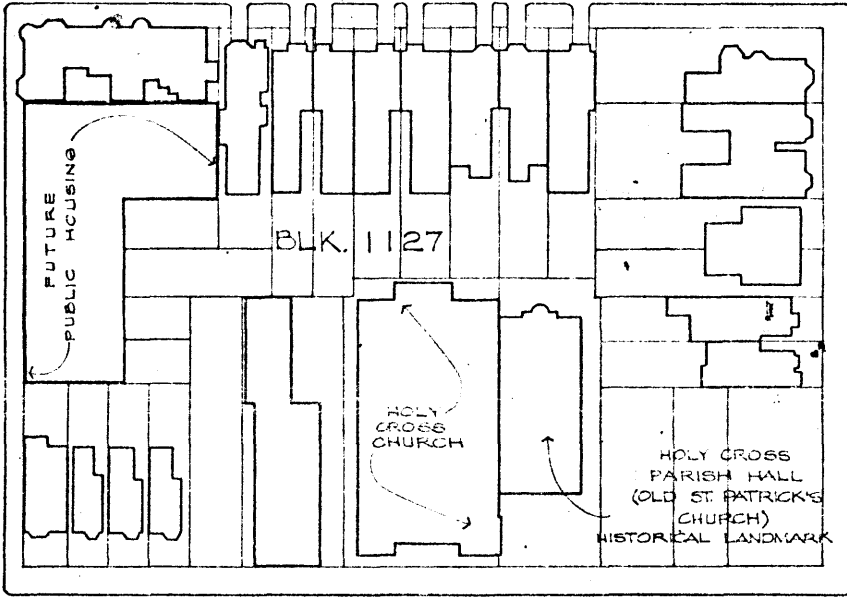 FUTURE
PUBLIC HOUSING
BLK. 1127
HOLY
CROSS
CHURCH
HOLY CROSS
PARISH HALL
(OLD ST. PATRICK'S
CHURCH)
HISTORICAL LANDMARK